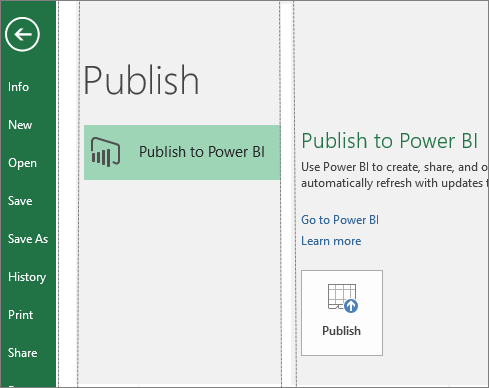 Info
New
Open
Save
Save As
History
Print
Share
Publish
Publish to Power BI
Publish to Power BI
Use Power BI to create, share, and o
automatically refresh with updates t
Go to Power BI
Learn more
Publish